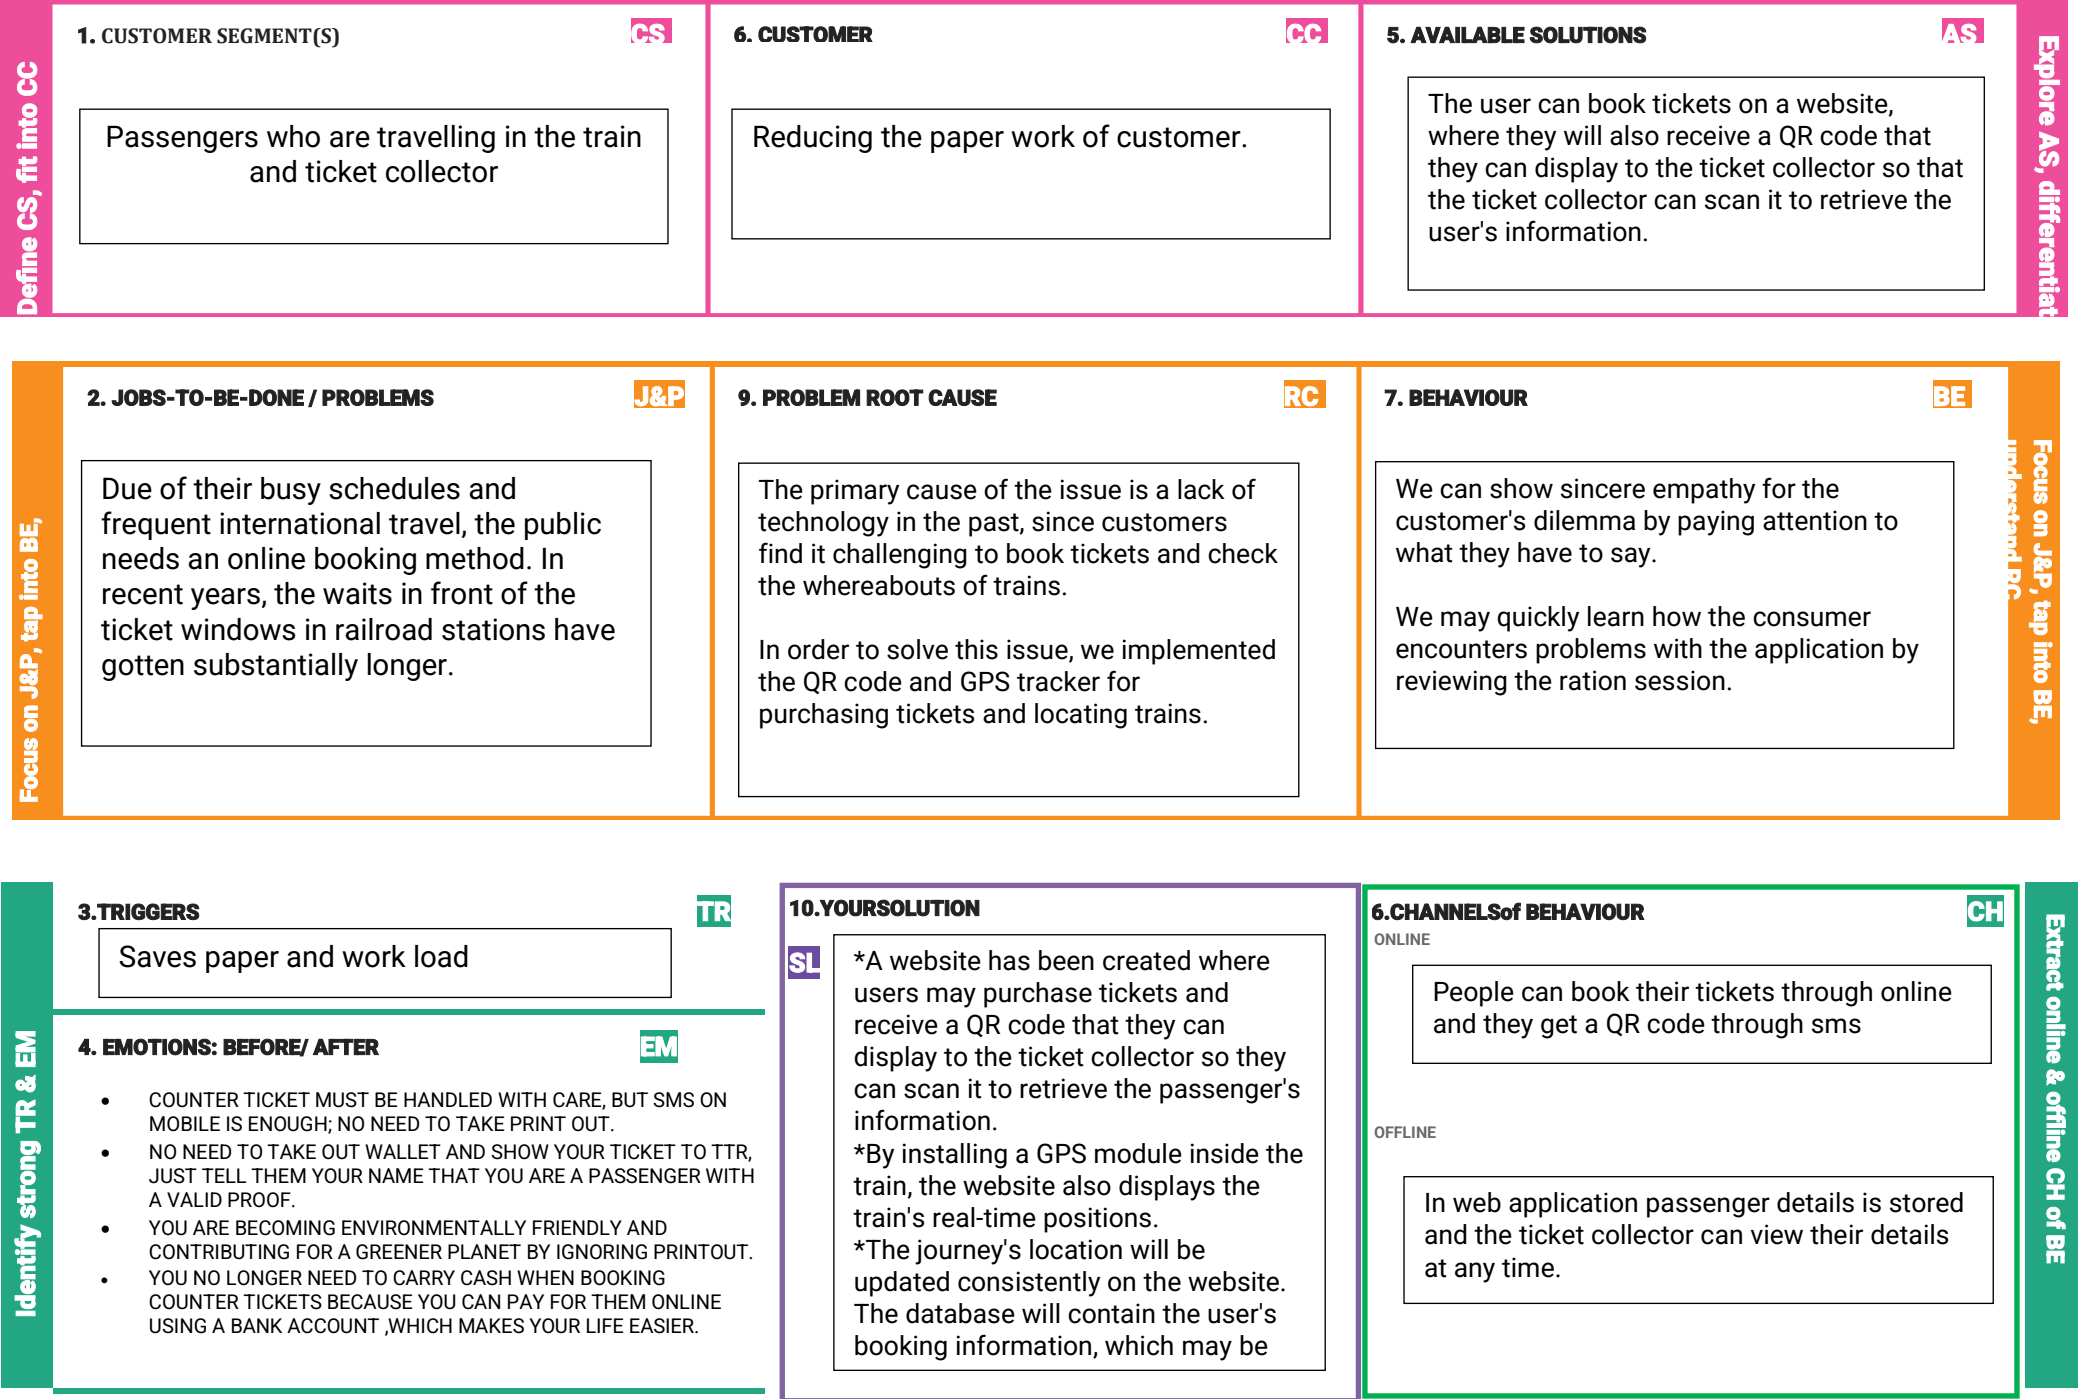 Define CS, fit into CC
1. CUSTOMER SEGMENT(S)
CS
Passengers who are travelling in the train
and ticket collector
6. CUSTOMER
CC
Reducing the paper work of customer.
5. AVAILABLE SOLUTIONS
AS
The user can book tickets on a website,
where they will also receive a QR code that
they can display to the ticket collector so that
the ticket collector can scan it to retrieve the
user's information.
Explore AS, differentiat
Focus on J&P, tap into BE,
2. JOBS-TO-BE-DONE / PROBLEMS
J&P
Due of their busy schedules and
frequent international travel, the public
needs an online booking method. In
recent years, the waits in front of the
ticket windows in railroad stations have
gotten substantially longer.
9. PROBLEM ROOT CAUSE
RC
The primary cause of the issue is a lack of
technology in the past, since customers
find it challenging to book tickets and check
the whereabouts of trains.
In order to solve this issue, we implemented
the QR code and GPS tracker for
purchasing tickets and locating trains.
7. BEHAVIOUR
BE
We can show sincere empathy for the
customer's dilemma by paying attention to
what they have to say.
We may quickly learn how the consumer
encounters problems with the application by
reviewing the ration session.
Focus on J&P, tap into BE,
understand RC
Identify strong TR & EM
3.TRIGGERS
TR
Saves paper and work load
4. EMOTIONS: BEFORE/ AFTER
EM
• COUNTER TICKET MUST BE HANDLED WITH CARE, BUT SMS ON
MOBILE IS ENOUGH; NO NEED TO TAKE PRINT OUT.
• NO NEED TO TAKE OUT WALLET AND SHOW YOUR TICKET TO TTR,
JUST TELL THEM YOUR NAME THAT YOU ARE A PASSENGER WITH
A VALID PROOF.
• YOU ARE BECOMING ENVIRONMENTALLY FRIENDLY AND
CONTRIBUTING FOR A GREENER PLANET BY IGNORING PRINTOUT.
• YOU NO LONGER NEED TO CARRY CASH WHEN BOOKING
COUNTER TICKETS BECAUSE YOU CAN PAY FOR THEM ONLINE
USING A BANK ACCOUNT ,WHICH MAKES YOUR LIFE EASIER.
10.YOURSOLUTION
SL
*A website has been created where
users may purchase tickets and
receive a QR code that they can
display to the ticket collector so they
can scan it to retrieve the passenger's
information.
*By installing a GPS module inside the
train, the website also displays the
train's real-time positions.
*The journey's location will be
updated consistently on the website.
The database will contain the user's
booking information, which may be
6.CHANNELSof BEHAVIOUR
CH
ONLINE
People can book their tickets through online
and they get a QR code through sms
OFFLINE
In web application passenger details is stored
and the ticket collector can view their details
at any time.
Extract online & offline CH of BE